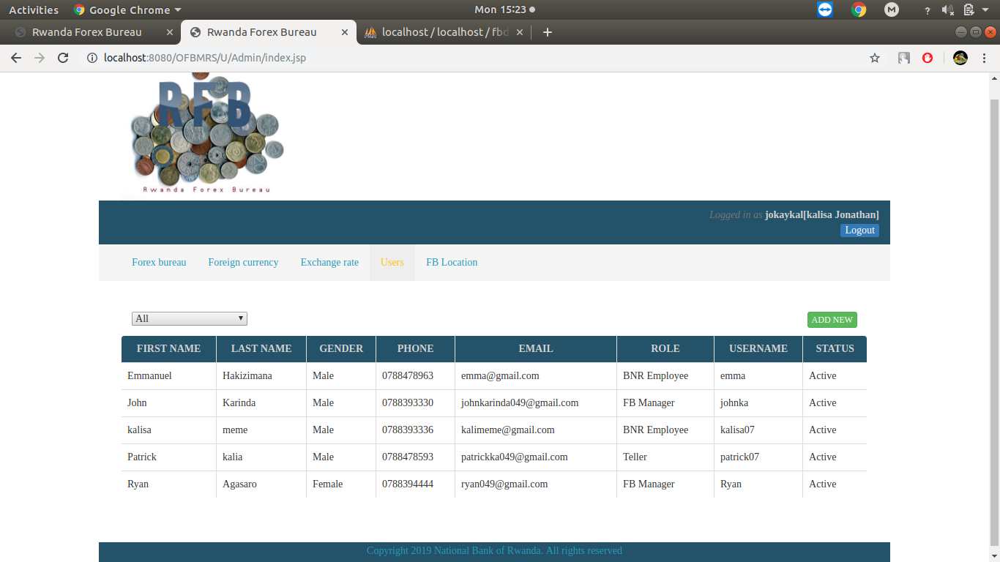 Activities Google Chrome Mon 15:23
Rwanda Forex Bureau Rwanda Forex Bureau localhost / localhost / fbd
localhost:8080/OFBMRS/U/Admin/index.jsp
RFB
Rwanda Forex Bureau
Logged in as jokaykal[kalisa Jonathan]
Logout
Forex bureau Foreign currency Exchange rate Users FB Location
All ADD NEW
FIRST NAME LAST NAME GENDER PHONE EMAIL ROLE USERNAME STATUS
Emmanuel Hakizimana Male 0788478963 emma@gmail.com BNR Employee emma Active
John Karinda Male 0788393330 johnkarinda049@gmail.com FB Manager johnka Active
kalisa meme Male 0788393336 kalimeme@gmail.com BNR Employee kalisa07 Active
Patrick kalia Male 0788478593 patrickka049@gmail.com Teller patrick07 Active
Ryan Agasaro Female 0788394444 ryan049@gmail.com FB Manager Ryan Active
Copyright 2019 National Bank of Rwanda. All rights reserved